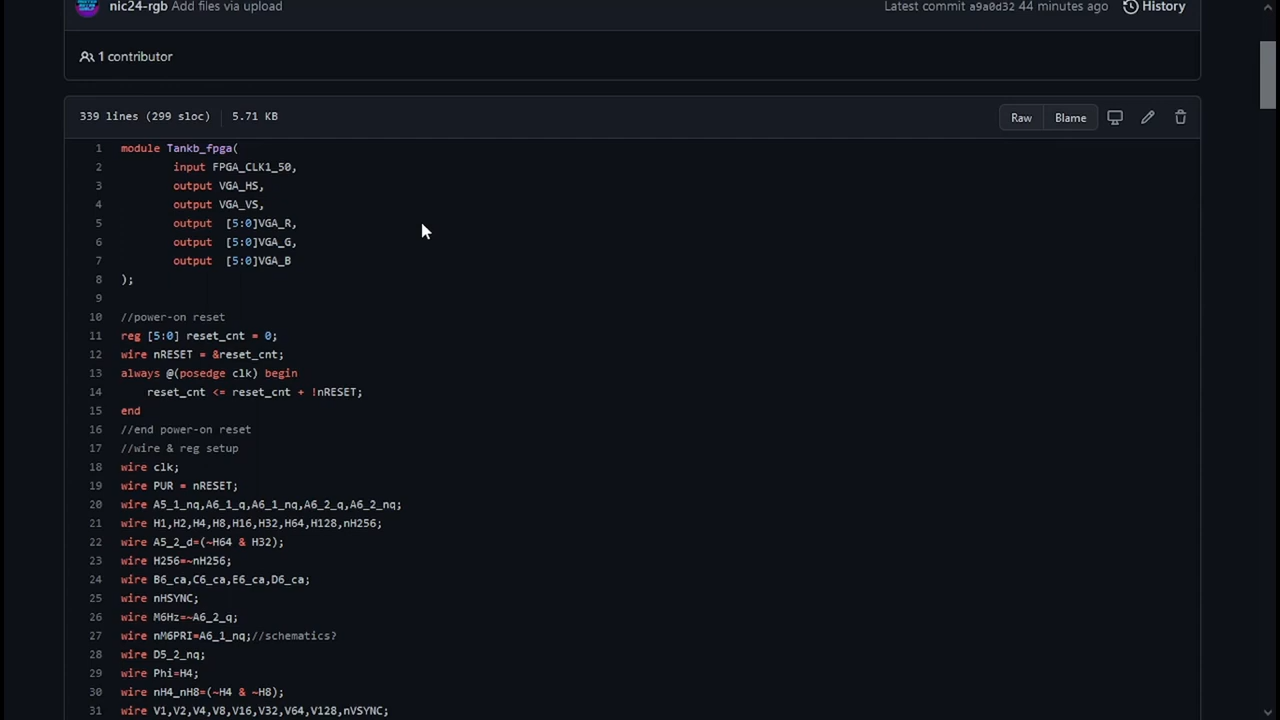 nic24-rgb Add files via upload Latest commit a9a0d32 44 minutes ago History
1 contributor
339 lines (299 sloc) 5.71 KB Raw Blame
1 module Tankb_fpga(
2 input FPGA_CLK1_50,
3 output VGA_HS,
4 output VGA_VS,
5 output [5:0]VGA_R,
6 output [5:0]VGA_G,
7 output [5:0]VGA_B
8 );
9
10 //power-on reset
11 reg [5:0] reset_cnt = 0;
12 wire nRESET = &reset_cnt;
13 always @(posedge clk) begin
14 reset_cnt <= reset_cnt + !nRESET;
15 end
16 //end power-on reset
17 //wire & reg setup
18 wire clk;
19 wire PUR = nRESET;
20 wire A5_1_nq,A6_1_q,A6_1_nq,A6_2_q,A6_2_nq;
21 wire H1,H2,H4,H8,H16,H32,H64,H128,nH256;
22 wire A5_2_d=(~H64 & H32);
23 wire H256=~nH256;
24 wire B6_ca,C6_ca,E6_ca,D6_ca;
25 wire nHSYNC;
26 wire M6Hz=~A6_2_q;
27 wire nM6PRI=A6_1_nq;//schematics?
28 wire D5_2_nq;
29 wire Phi=H4;
30 wire nH4_nH8=(~H4 & ~H8);
31 wire V1,V2,V4,V8,V16,V32,V64,V128,nVSYNC;